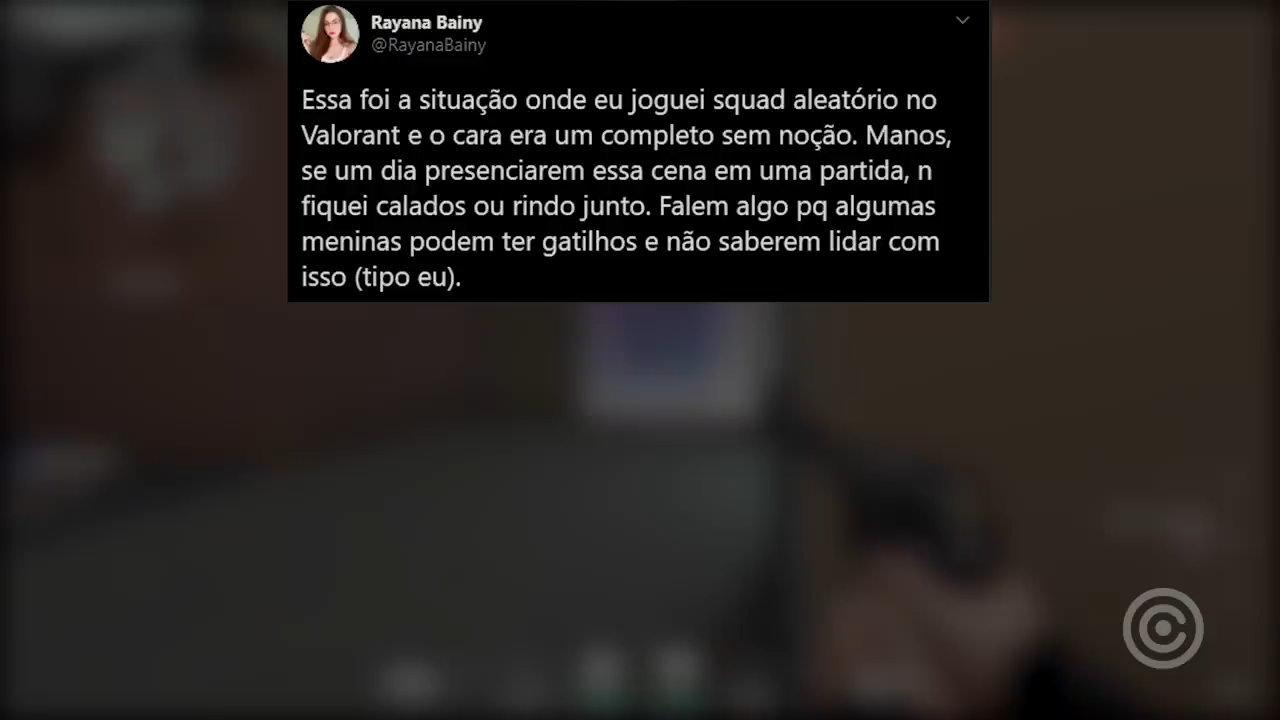 Rayana Bainy
@RayanaBainy
Essa foi a situação onde eu joguei squad aleatório no
Valorant e o cara era um completo sem noção. Manos,
se um dia presenciarem essa cena em uma partida, n
fiquei calados ou rindo junto. Falem algo pq algumas
meninas podem ter gatilhos e não saberem lidar com
isso (tipo eu).